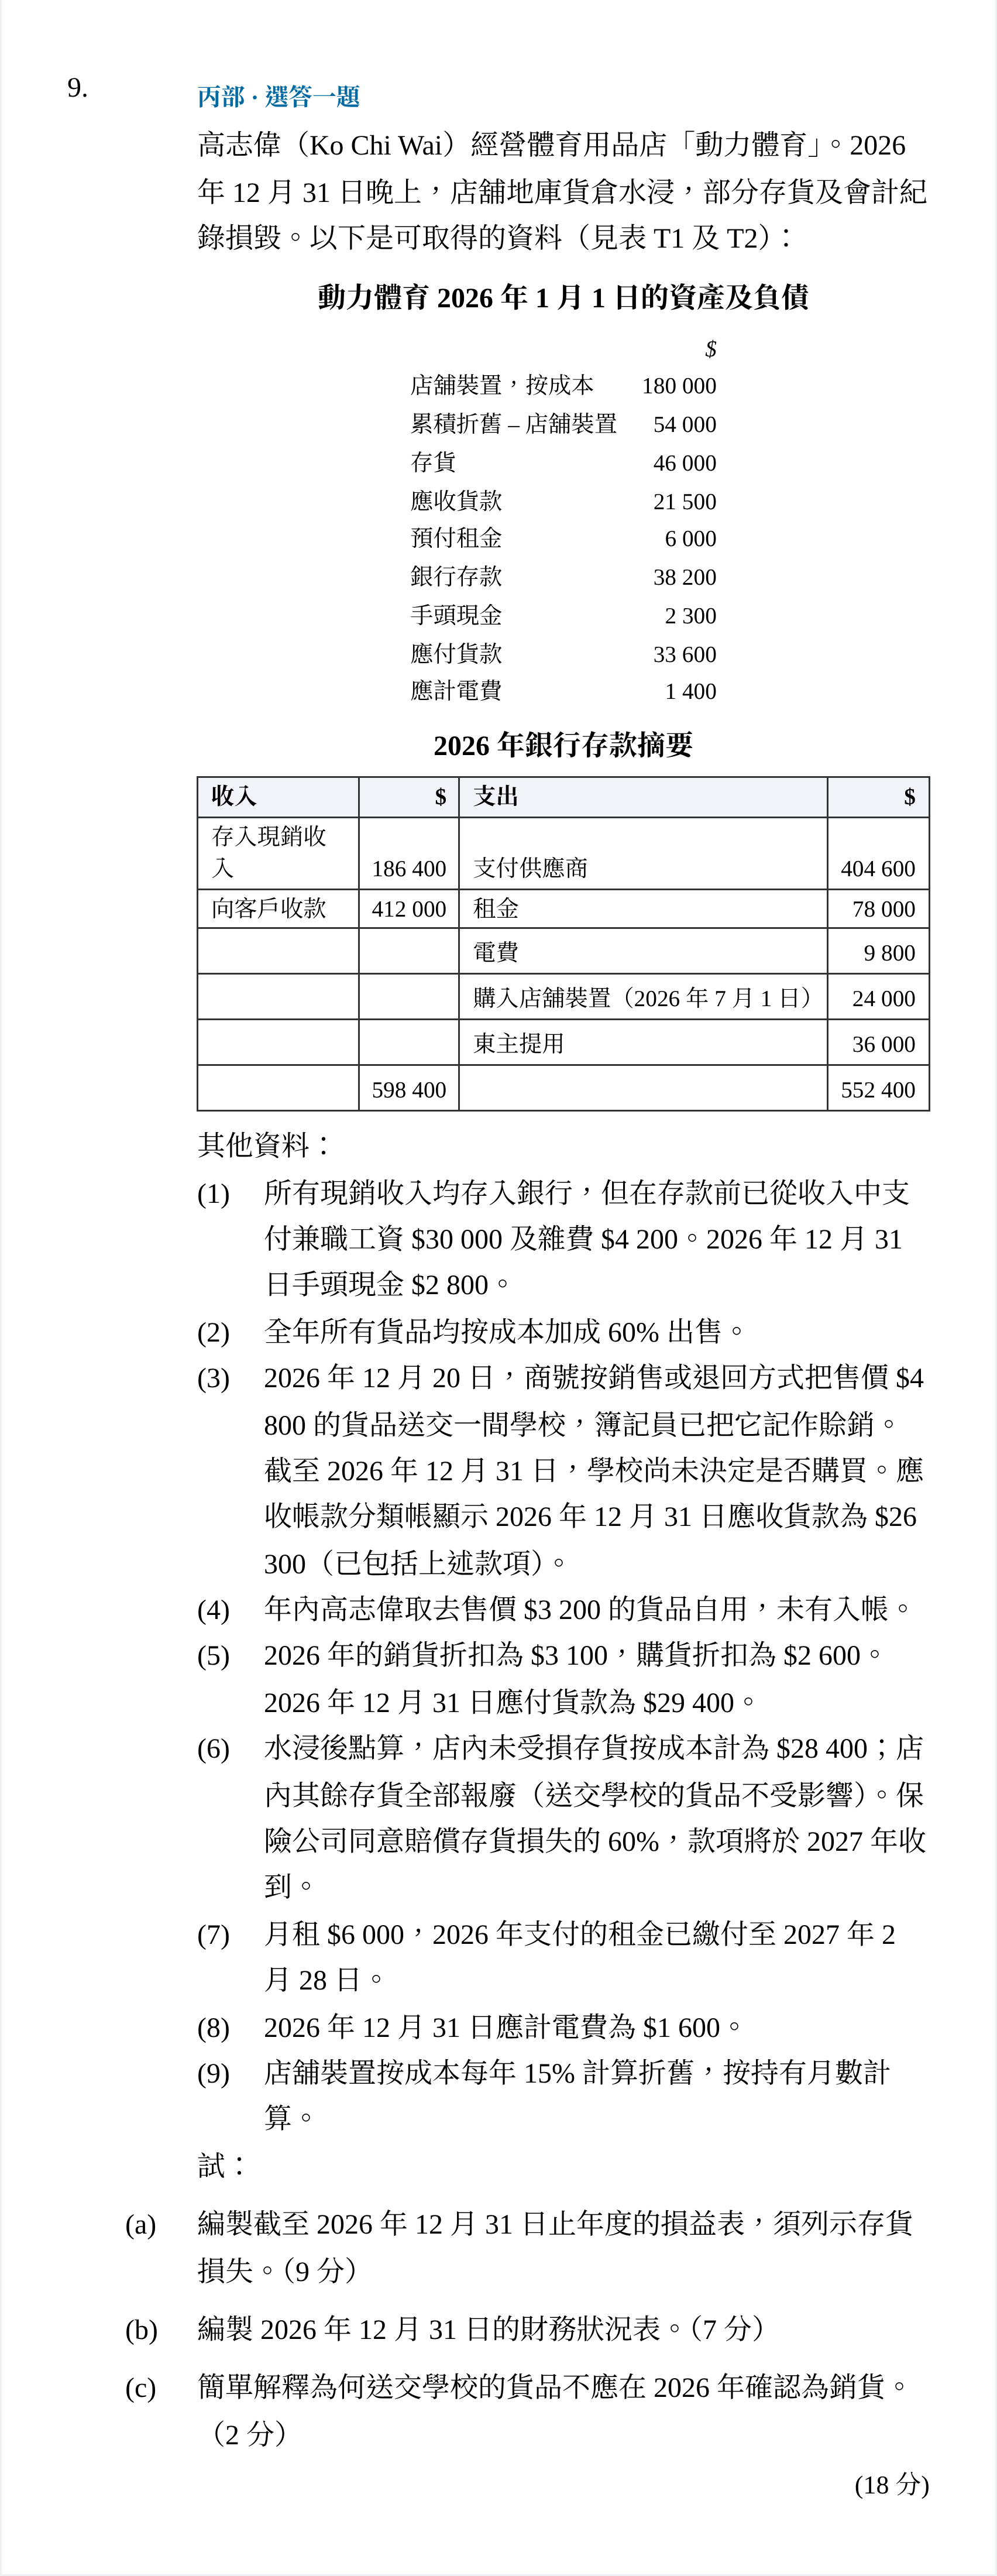 9.
丙部 · 選答一題
高志偉（Ko Chi Wai）經營體育用品店「動力體育」。2026
年 12 月 31 日晚上，店舖地庫貨倉水浸，部分存貨及會計紀
錄損毀。以下是可取得的資料（見表 T1 及 T2）：
動力體育 2026 年 1 月 1 日的資產及負債
$
店舖裝置，按成本 180 000
累積折舊 – 店舖裝置 54 000
存貨 46 000
應收貨款 21 500
預付租金 6 000
銀行存款 38 200
手頭現金 2 300
應付貨款 33 600
應計電費 1 400
2026 年銀行存款摘要
收入 $ 支出 $
存入現銷收
入 186 400 支付供應商 404 600
向客戶收款 412 000 租金 78 000
電費 9 800
購入店舖裝置（2026 年 7 月 1 日） 24 000
東主提用 36 000
598 400 552 400
其他資料：
(1) 所有現銷收入均存入銀行，但在存款前已從收入中支
付兼職工資 $30 000 及雜費 $4 200。2026 年 12 月 31
日手頭現金 $2 800。
(2) 全年所有貨品均按成本加成 60% 出售。
(3) 2026 年 12 月 20 日，商號按銷售或退回方式把售價 $4
800 的貨品送交一間學校，簿記員已把它記作賒銷。
截至 2026 年 12 月 31 日，學校尚未決定是否購買。應
收帳款分類帳顯示 2026 年 12 月 31 日應收貨款為 $26
300（已包括上述款項）。
(4) 年內高志偉取去售價 $3 200 的貨品自用，未有入帳。
(5) 2026 年的銷貨折扣為 $3 100，購貨折扣為 $2 600。
2026 年 12 月 31 日應付貨款為 $29 400。
(6) 水浸後點算，店內未受損存貨按成本計為 $28 400；店
內其餘存貨全部報廢（送交學校的貨品不受影響）。保
險公司同意賠償存貨損失的 60%，款項將於 2027 年收
到。
(7) 月租 $6 000，2026 年支付的租金已繳付至 2027 年 2
月 28 日。
(8) 2026 年 12 月 31 日應計電費為 $1 600。
(9) 店舖裝置按成本每年 15% 計算折舊，按持有月數計
算。
試：
(a) 編製截至 2026 年 12 月 31 日止年度的損益表，須列示存貨
損失。（9 分）
(b) 編製 2026 年 12 月 31 日的財務狀況表。（7 分）
(c) 簡單解釋為何送交學校的貨品不應在 2026 年確認為銷貨。
（2 分）
(18 分)